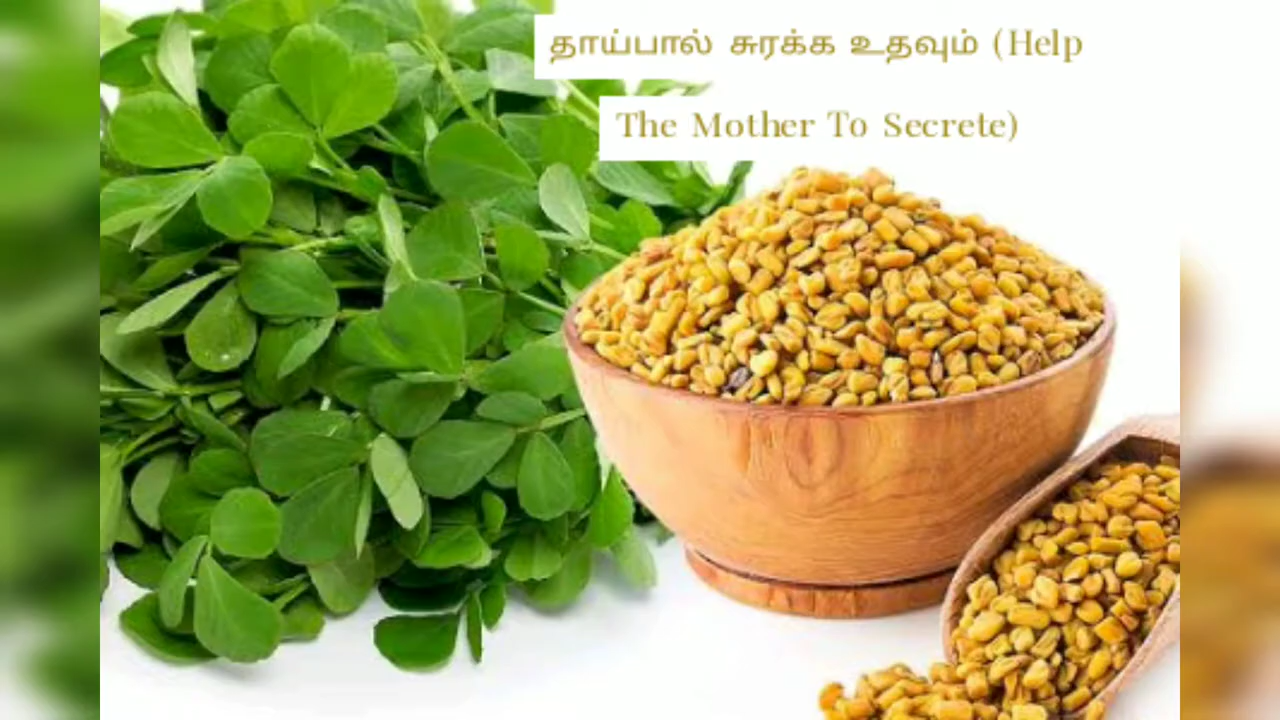 தாய்பால் சுரக்க உதவும் (Help
The Mother To Secrete)